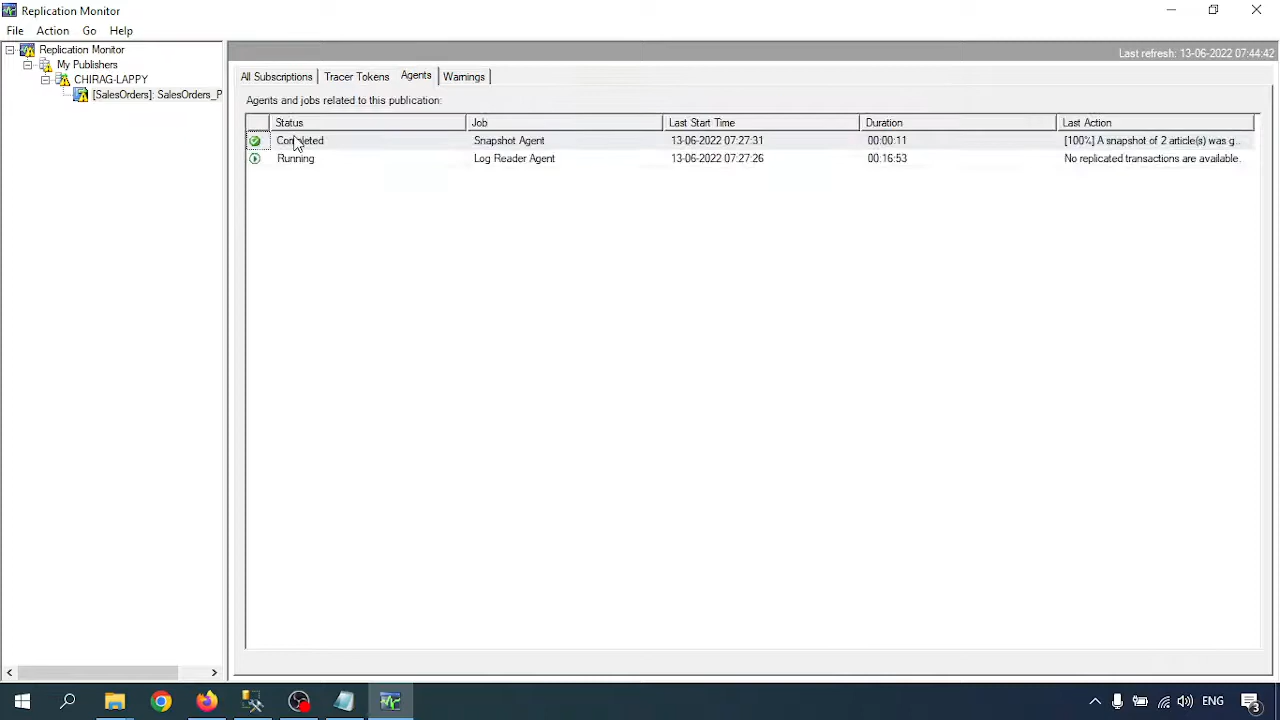 Replication Monitor
File Action Go Help
Replication Monitor
My Publishers
CHIRAG-LAPPY
[SalesOrders]: SalesOrders_P
Last refresh: 13-06-2022 07:44:42
All Subscriptions Tracer Tokens Agents Warnings
Agents and jobs related to this publication:
Status Job Last Start Time Duration Last Action
Completed Snapshot Agent 13-06-2022 07:27:31 00:00:11 [100%] A snapshot of 2 article(s) was g...
Running Log Reader Agent 13-06-2022 07:27:26 00:16:53 No replicated transactions are available.
ENG
3